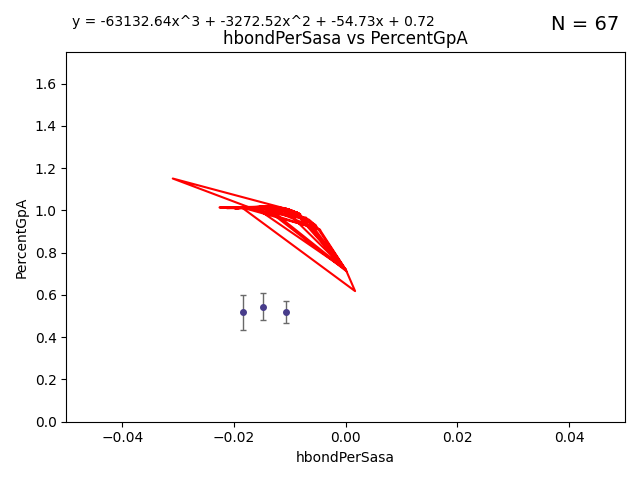 y = -63132.64x^3 + -3272.52x^2 + -54.73x + 0.72
N = 67
hbondPerSasa vs PercentGpA
1.6
1.4
1.2
1.0
0.8
0.6
0.4
0.2
0.0
PercentGpA
−0.04
−0.02
0.00
0.02
0.04
hbondPerSasa